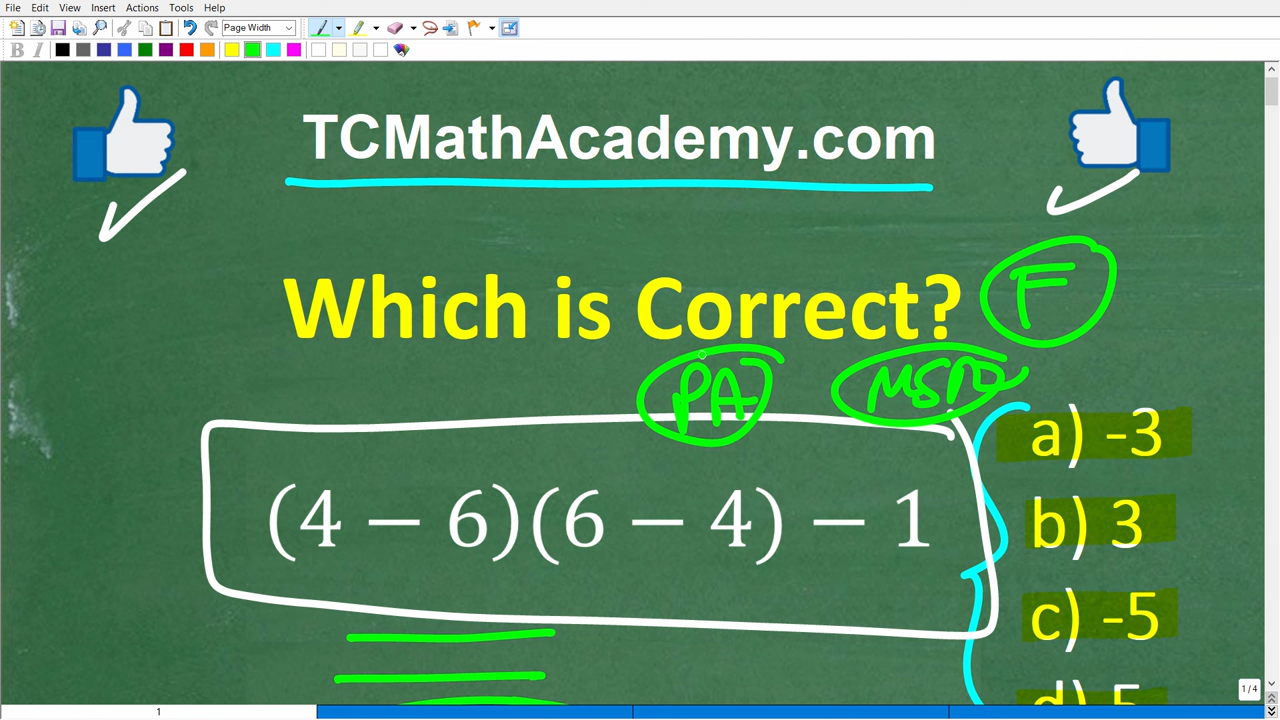 File Edit View Insert Actions Tools Help
Page Width
B I
TCMathAcademy.com
Which is Correct?
F
PA
(4 − 6)(6 − 4) − 1
a) -3
b) 3
c) -5
d) 5
1 / 4
1